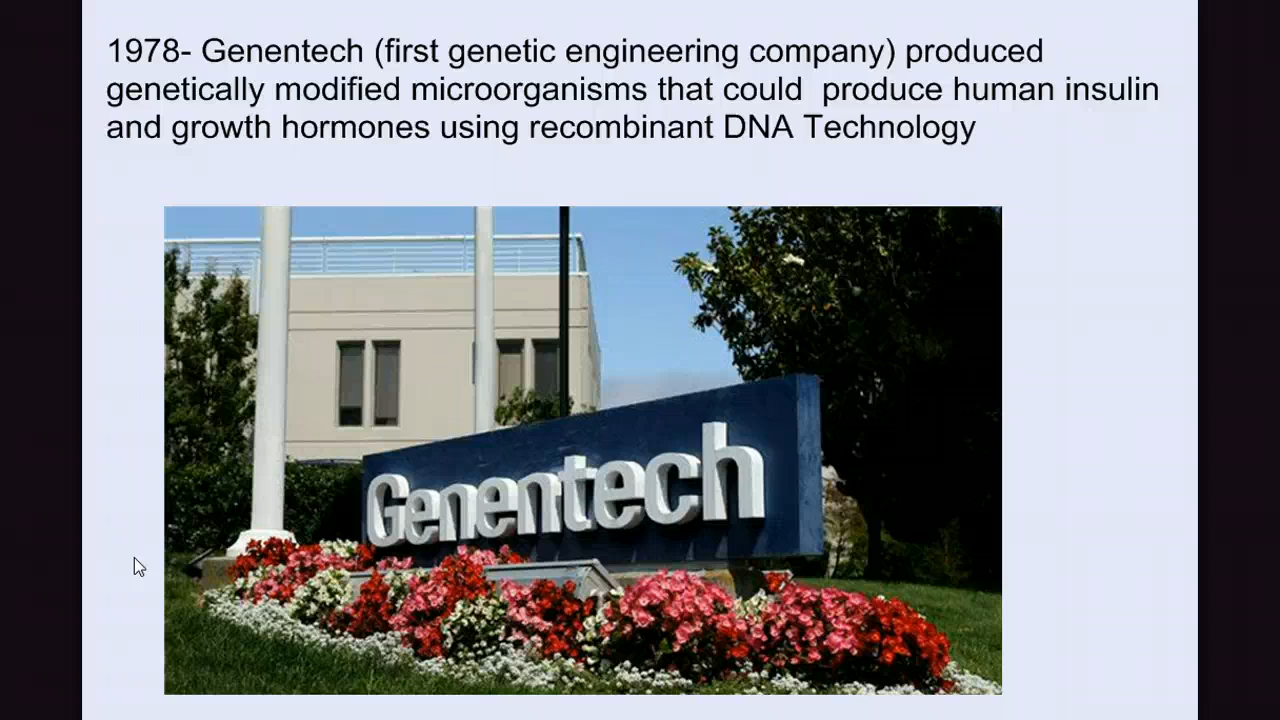 1978- Genentech (first genetic engineering company) produced
genetically modified microorganisms that could  produce human insulin
and growth hormones using recombinant DNA Technology
Genentech